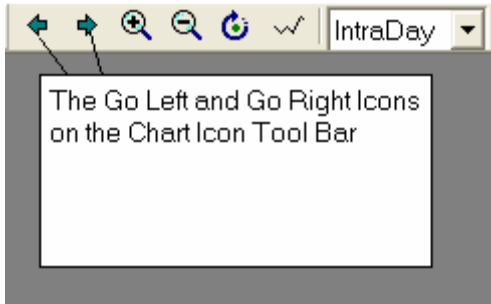 IntraDay
The Go Left and Go Right Icons
on the Chart Icon Tool Bar